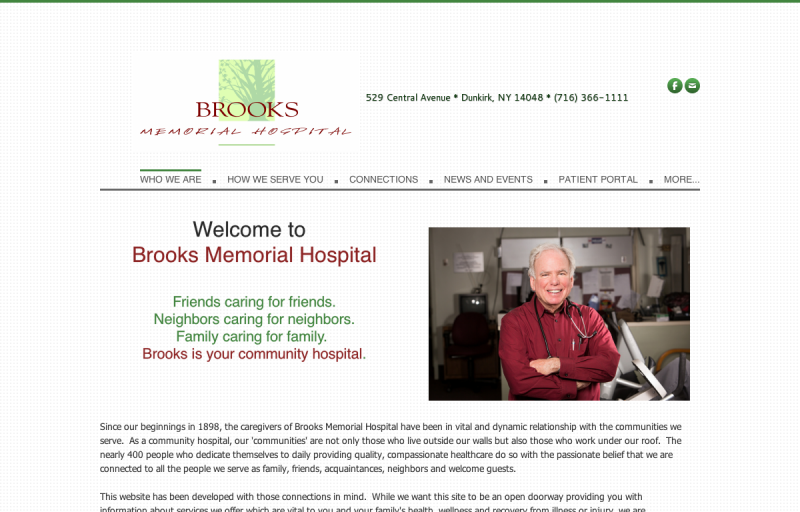 BROOKS
MEMORIAL HOSPITAL
529 Central Avenue * Dunkirk, NY 14048 * (716) 366-1111
WHO WE ARE
HOW WE SERVE YOU
CONNECTIONS
NEWS AND EVENTS
PATIENT PORTAL
MORE...
Welcome to
Brooks Memorial Hospital
Friends caring for friends.
Neighbors caring for neighbors.
Family caring for family.
Brooks is your community hospital.
Since our beginnings in 1898, the caregivers of Brooks Memorial Hospital have been in vital and dynamic relationship with the communities we
serve. As a community hospital, our 'communities' are not only those who live outside our walls but also those who work under our roof. The
nearly 400 people who dedicate themselves to daily providing quality, compassionate healthcare do so with the passionate belief that we are
connected to all the people we serve as family, friends, acquaintances, neighbors and welcome guests.
This website has been developed with those connections in mind. While we want this site to be an open doorway providing you with
information about services we offer which are vital to you and your family's health, wellness and recovery from illness or injury, we are